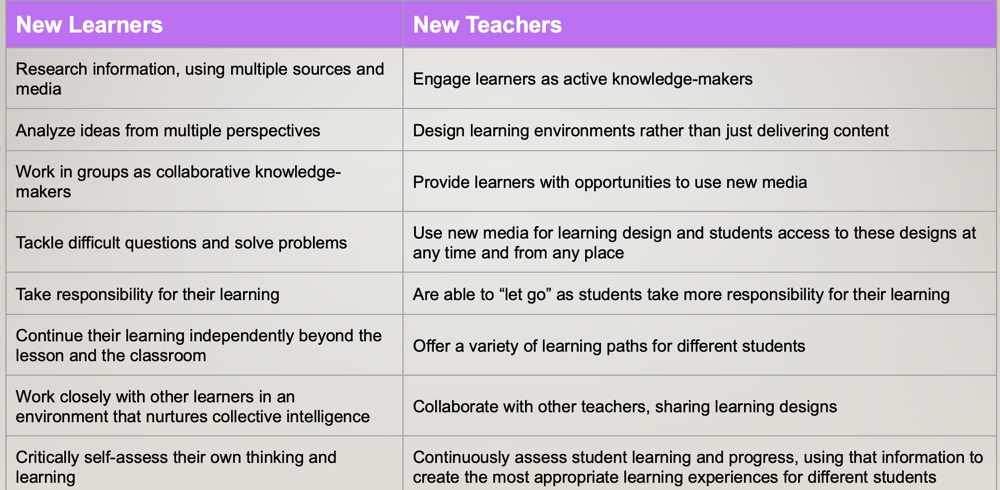 New Learners
New Teachers
Research information, using multiple sources and
media
Engage learners as active knowledge-makers
Analyze ideas from multiple perspectives
Design learning environments rather than just delivering content
Work in groups as collaborative knowledge-
makers
Provide learners with opportunities to use new media
Tackle difficult questions and solve problems
Use new media for learning design and students access to these designs at
any time and from any place
Take responsibility for their learning
Are able to “let go” as students take more responsibility for their learning
Continue their learning independently beyond the
lesson and the classroom
Offer a variety of learning paths for different students
Work closely with other learners in an
environment that nurtures collective intelligence
Collaborate with other teachers, sharing learning designs
Critically self-assess their own thinking and
learning
Continuously assess student learning and progress, using that information to
create the most appropriate learning experiences for different students